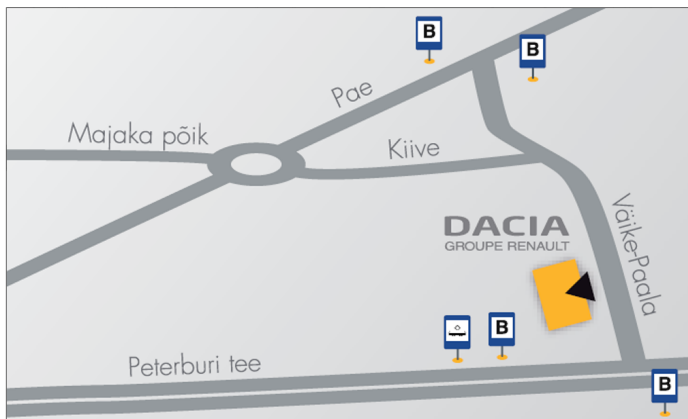 B
B
Pae
Majaka põik
Kiive
DACIA
GROUPE RENAULT
Väike-Paala
B
Peterburi tee
B